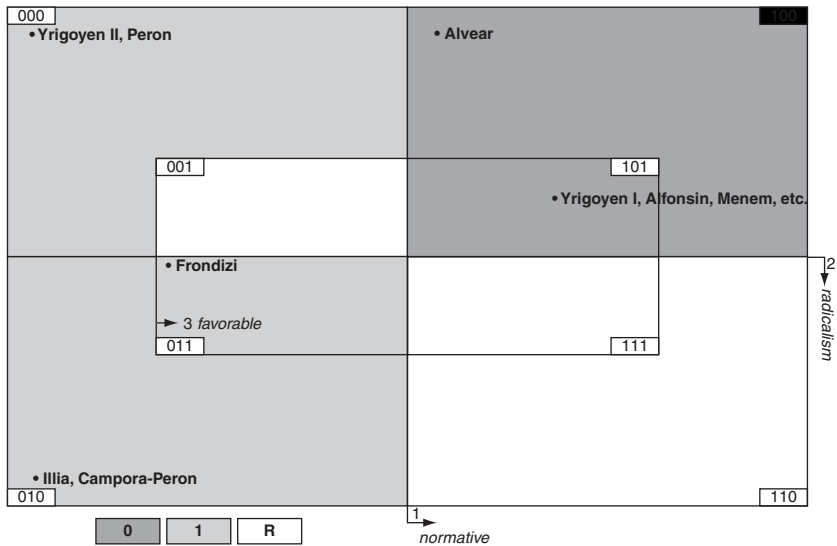 000
100
• Yrigoyen II, Peron
• Alvear
001
101
• Yrigoyen I, Alfonsin, Menem, etc.
• Frondizi
2
radicalism
3 favorable
011
111
• Illia, Campora-Peron
010
110
1
normative
0
1
R